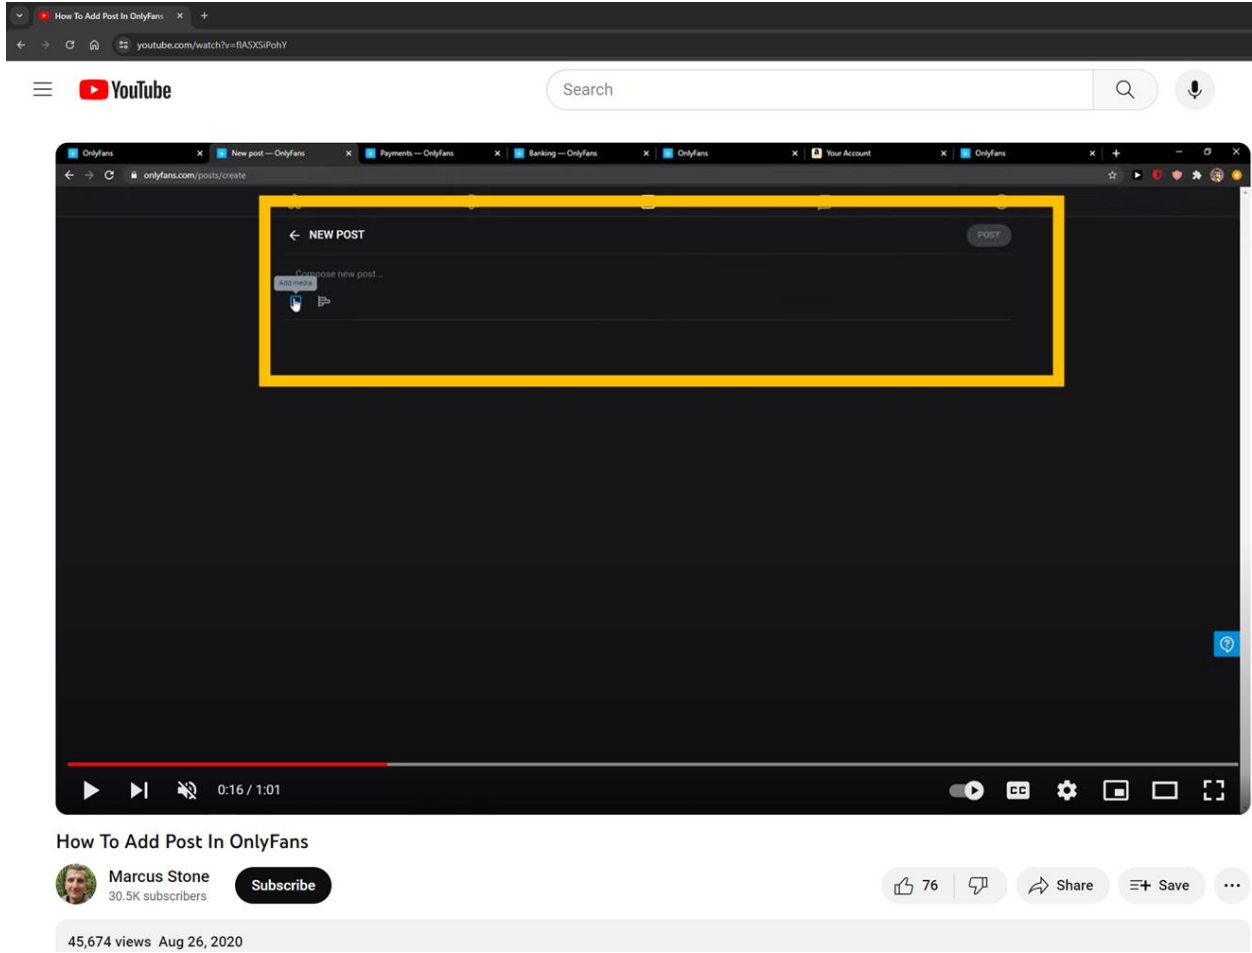 How To Add Post In OnlyFans
youtube.com/watch?v=flASXSiPohY
YouTube
Search
OnlyFans
New post — OnlyFans
Payments — OnlyFans
Banking — OnlyFans
OnlyFans
Your Account
OnlyFans
onlyfans.com/posts/create
NEW POST
POST
Compose new post...
Add media
0:16 / 1:01
CC
How To Add Post In OnlyFans
Marcus Stone
30.5K subscribers
Subscribe
76
Share
Save
45,674 views Aug 26, 2020